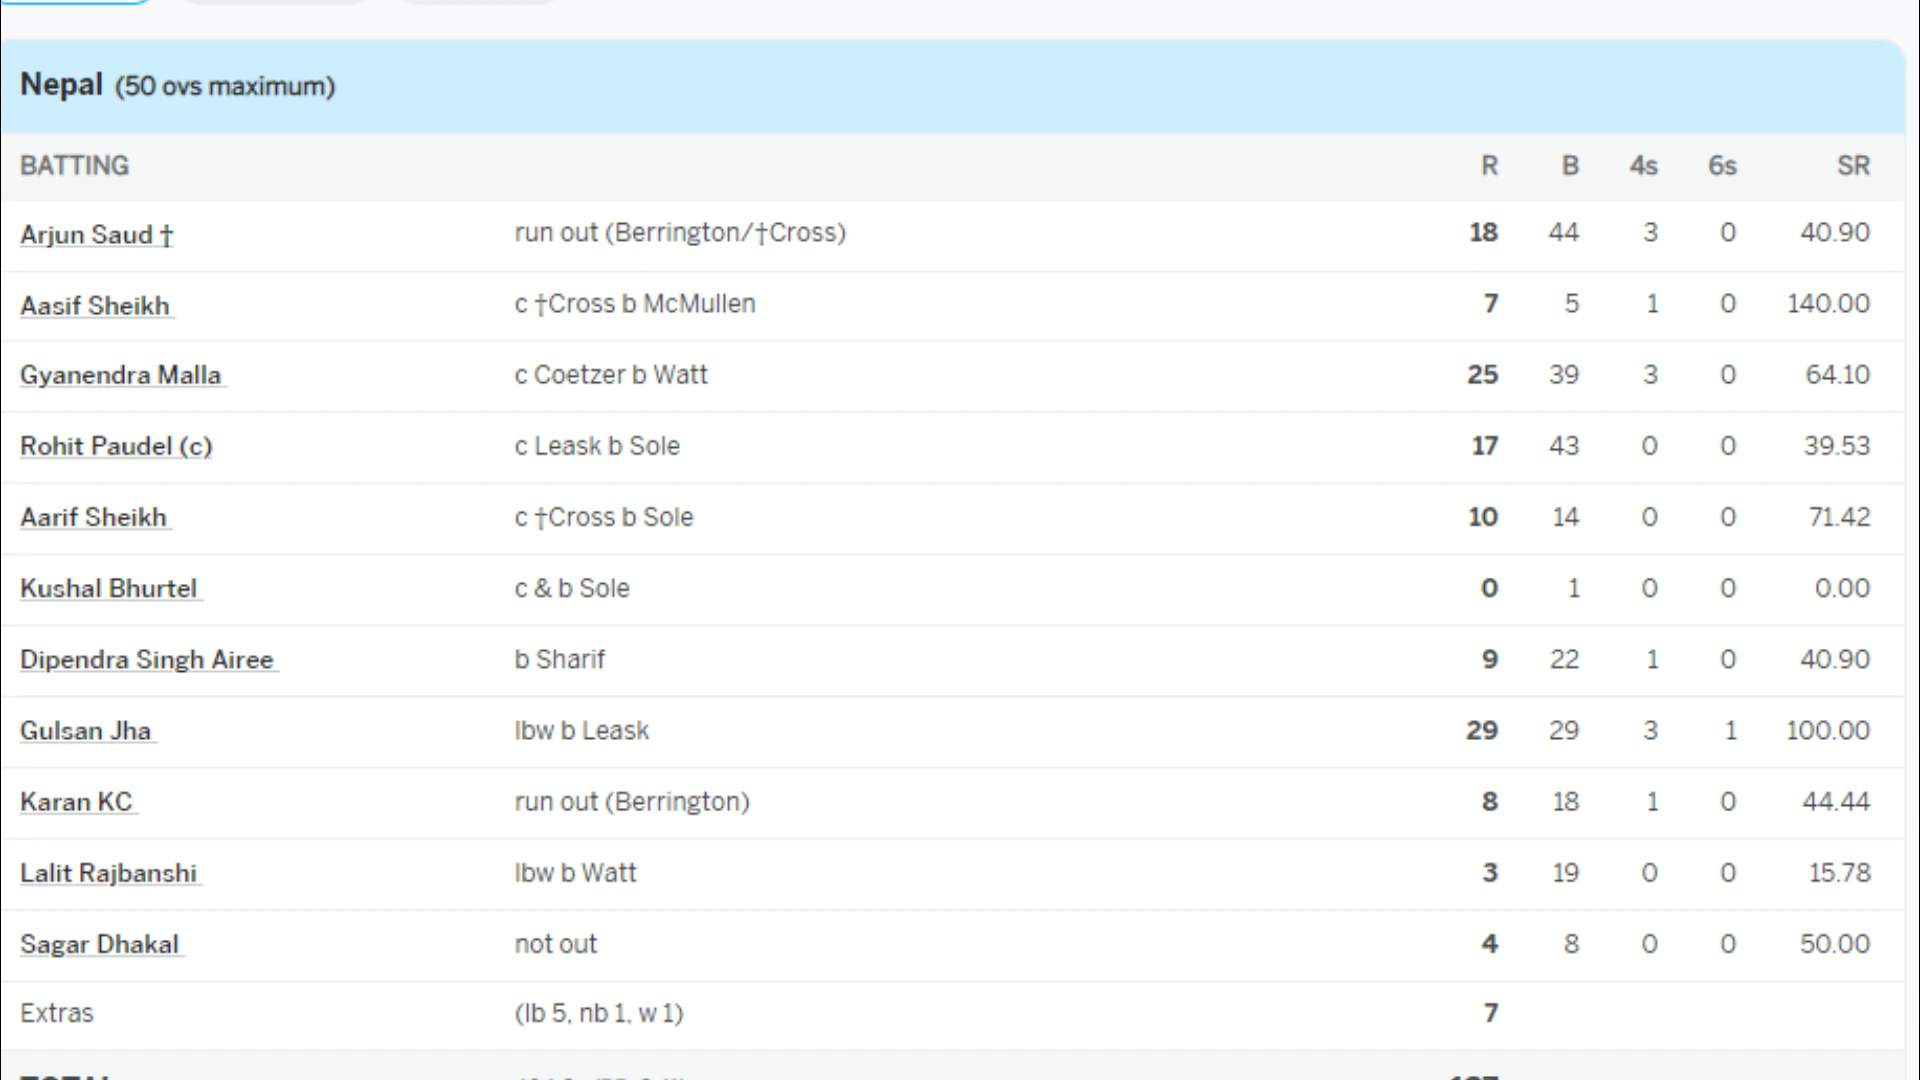 Nepal (50 ovs maximum)
BATTING R B 4s 6s SR
Arjun Saud † run out (Berrington/†Cross) 18 44 3 0 40.90
Aasif Sheikh c †Cross b McMullen 7 5 1 0 140.00
Gyanendra Malla c Coetzer b Watt 25 39 3 0 64.10
Rohit Paudel (c) c Leask b Sole 17 43 0 0 39.53
Aarif Sheikh c †Cross b Sole 10 14 0 0 71.42
Kushal Bhurtel c & b Sole 0 1 0 0 0.00
Dipendra Singh Airee b Sharif 9 22 1 0 40.90
Gulsan Jha lbw b Leask 29 29 3 1 100.00
Karan KC run out (Berrington) 8 18 1 0 44.44
Lalit Rajbanshi lbw b Watt 3 19 0 0 15.78
Sagar Dhakal not out 4 8 0 0 50.00
Extras (lb 5, nb 1, w 1) 7
TOTAL